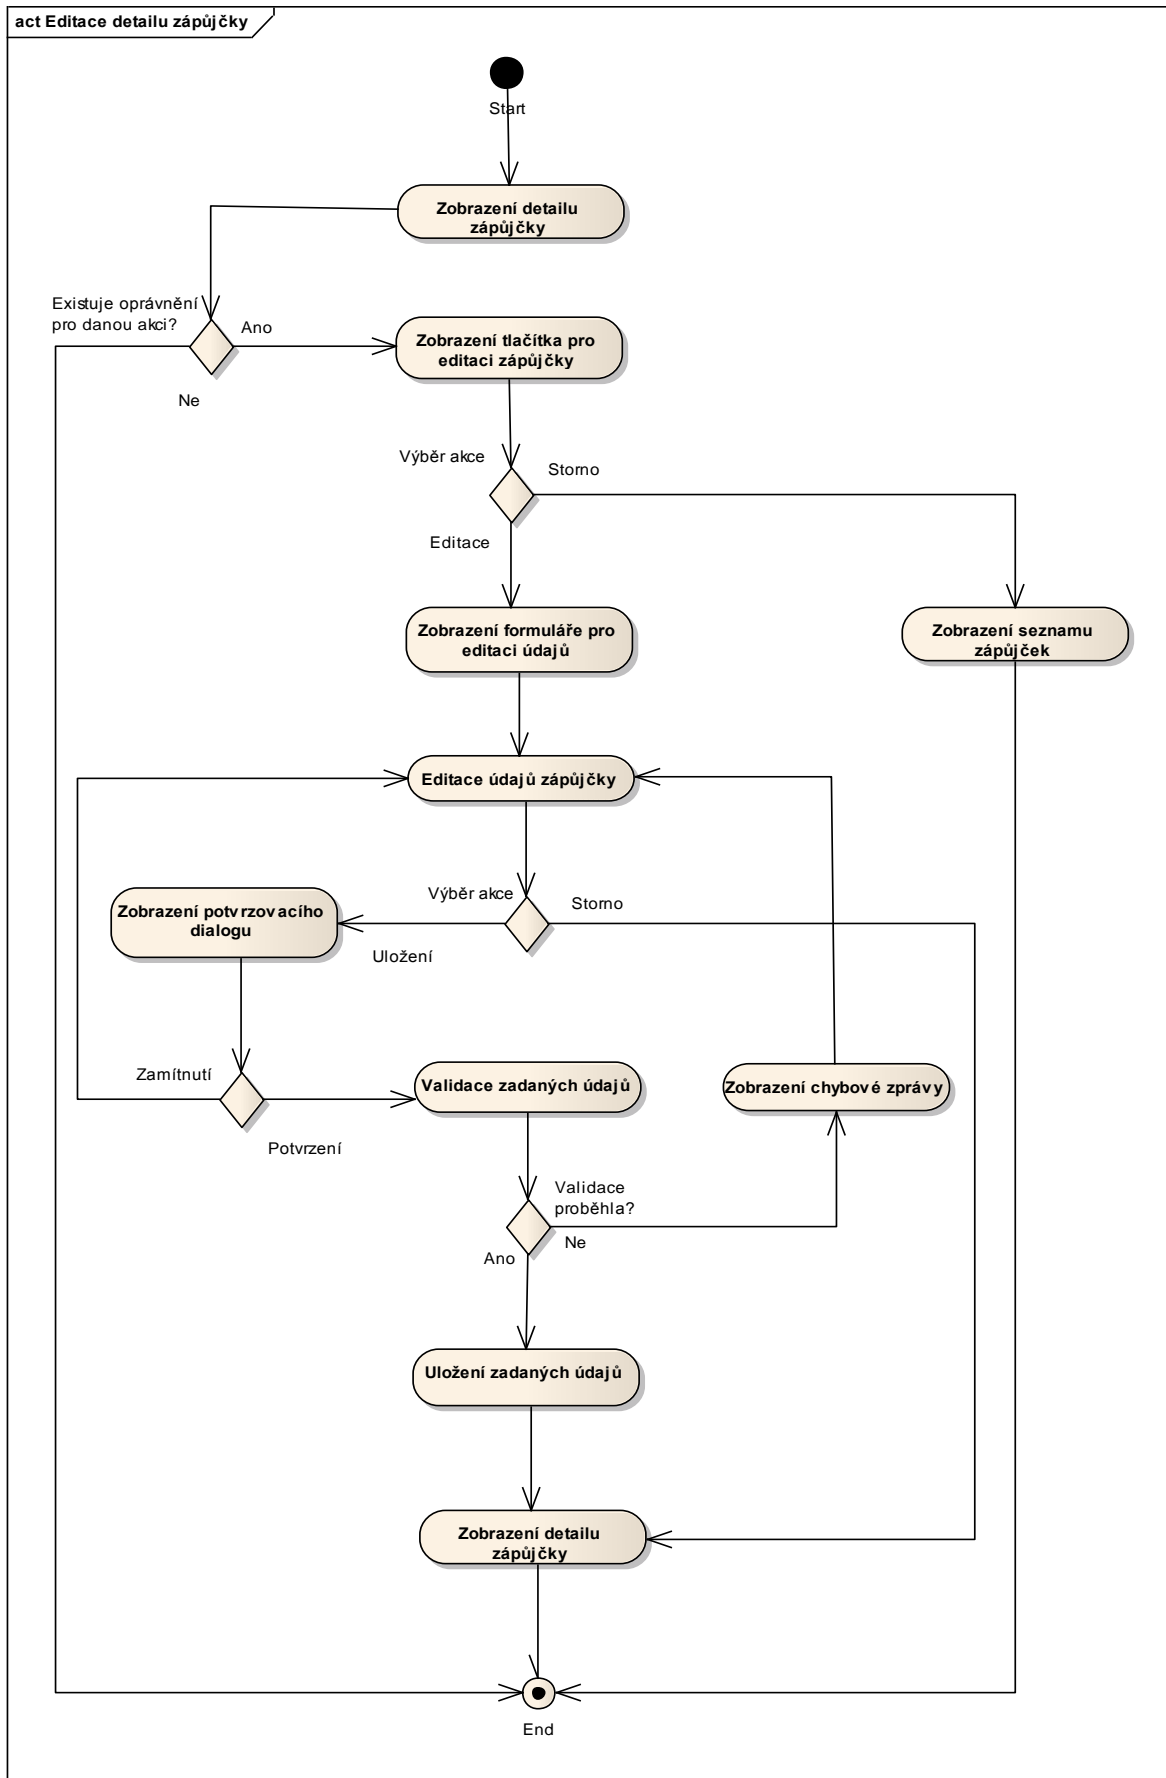 act Editace detailu zápůjčky
Start
Zobrazení detailu
zápůjčky
Existuje oprávnění
pro danou akci?
Ano
Ne
Zobrazení tlačítka pro
editaci zápůjčky
Výběr akce
Storno
Editace
Zobrazení formuláře pro
editaci údajů
Zobrazení seznamu
zápůjček
Editace údajů zápůjčky
Výběr akce
Storno
Uložení
Zobrazení potvrzovacího
dialogu
Zamítnutí
Potvrzení
Validace zadaných údajů
Zobrazení chybové zprávy
Validace
proběhla?
Ne
Ano
Uložení zadaných údajů
Zobrazení detailu
zápůjčky
End